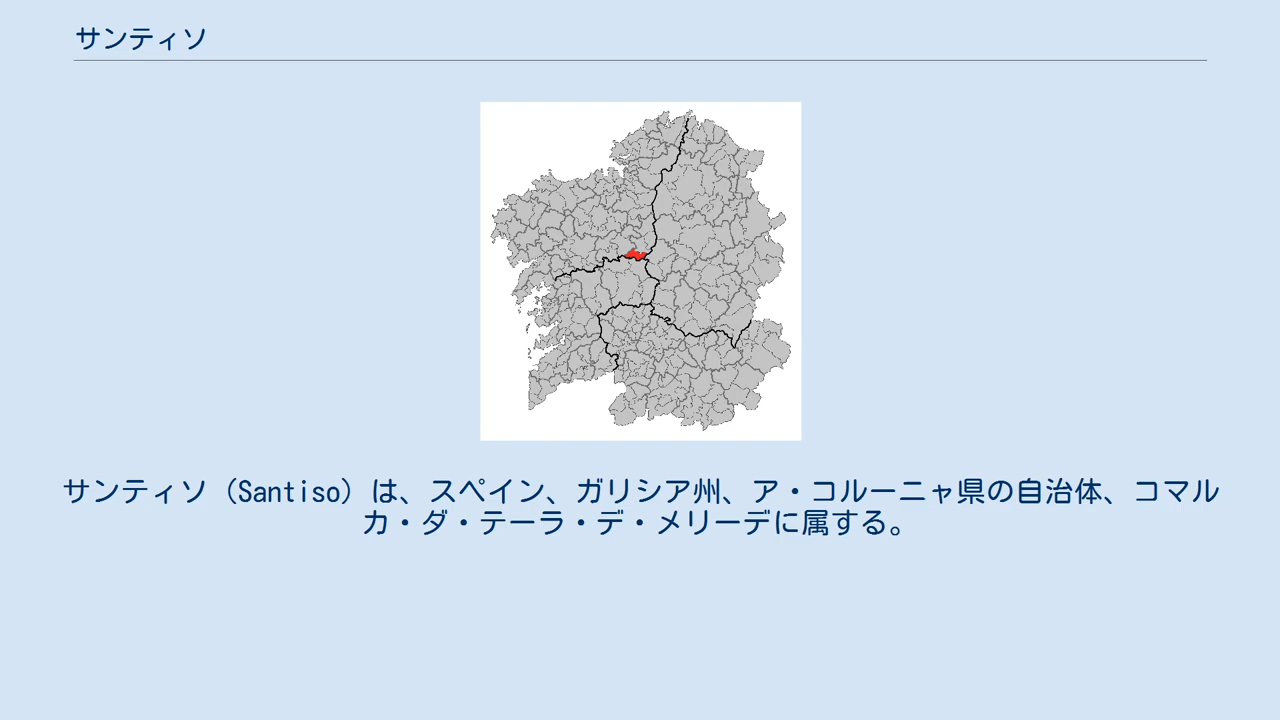 サンティソ
サンティソ（Santiso）は、スペイン、ガリシア州、ア・コルーニャ県の自治体、コマル
カ・ダ・テーラ・デ・メリーデに属する。